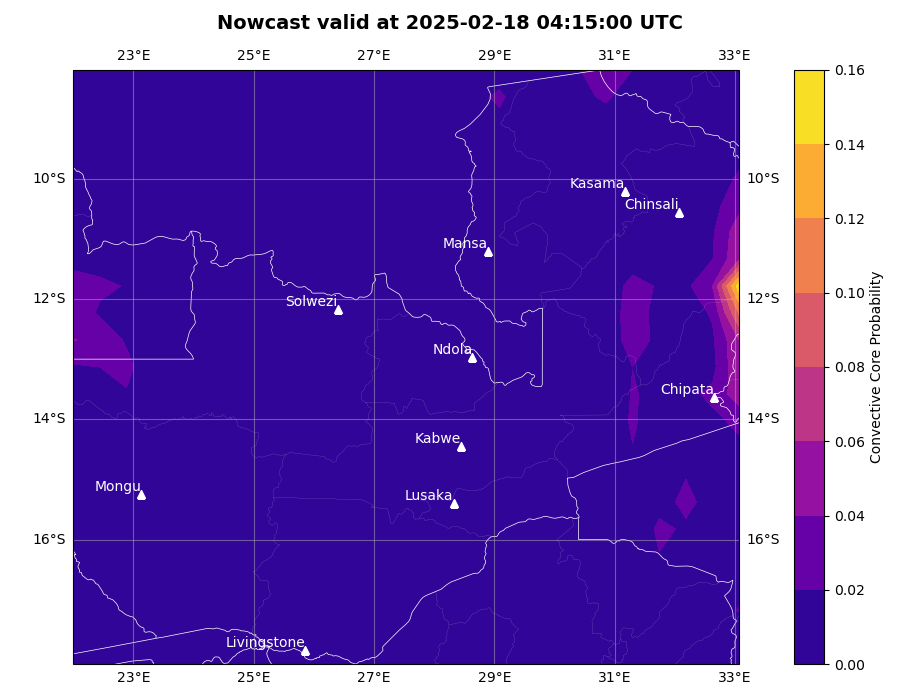 Nowcast valid at 2025-02-18 04:15:00 UTC
23°E 25°E 27°E 29°E 31°E 33°E
0.16
0.14
10°S 10°S
Kasama
Chinsali
0.12
Mansa
12°S 12°S
0.10
Solwezi
Ndola
0.08
Chipata
14°S 14°S
Kabwe
0.06
Mongu
Lusaka
0.04
16°S 16°S
0.02
Livingstone
0.00
23°E 25°E 27°E 29°E 31°E 33°E
Convective Core Probability